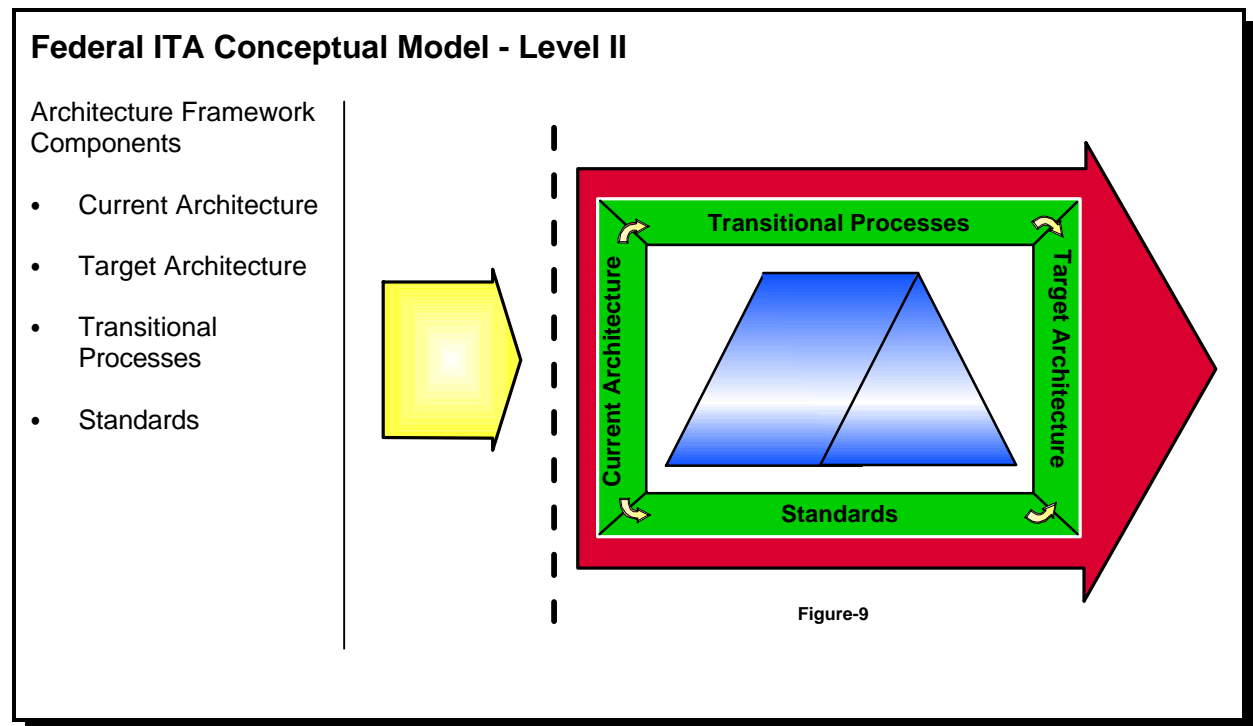 Federal ITA Conceptual Model - Level II
Architecture Framework
Components
• Current Architecture
• Target Architecture
• Transitional
Processes
• Standards
Transitional Processes
Current Architecture
Target Architecture
Standards
Figure-9